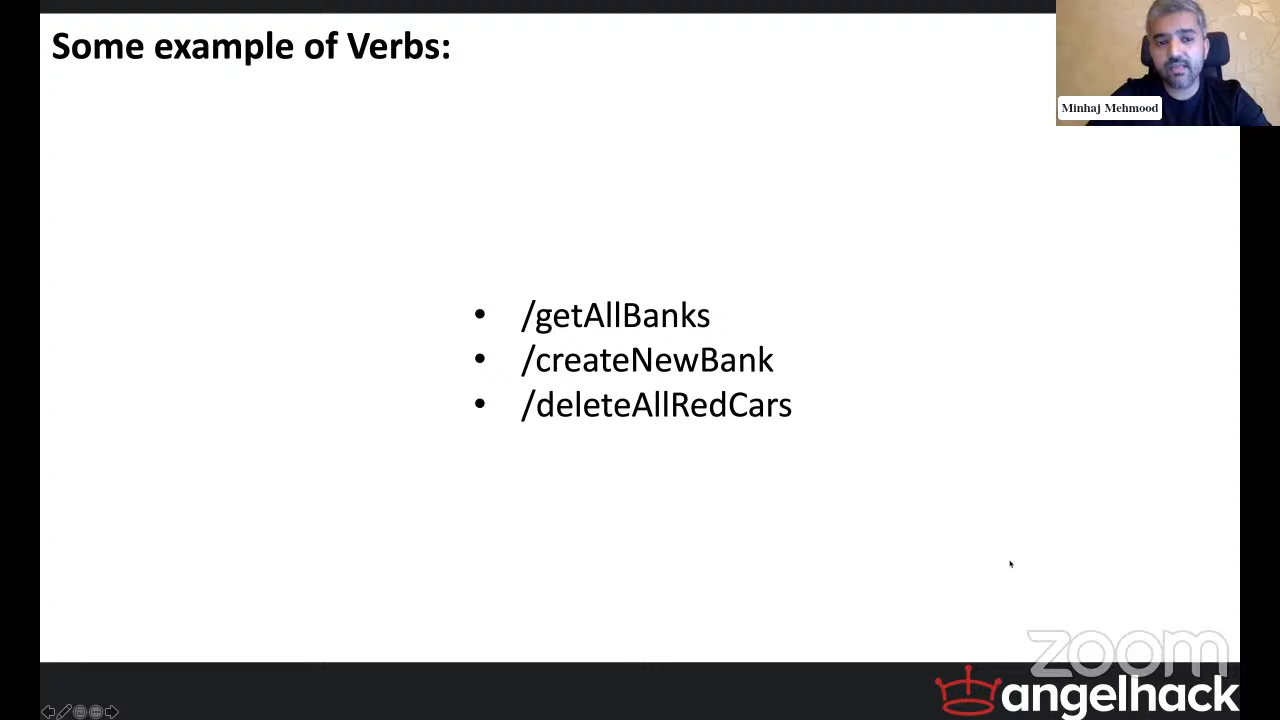 Some example of Verbs:
Minhaj Mehmood
• /getAllBanks
• /createNewBank
• /deleteAllRedCars
zoom
angelhack